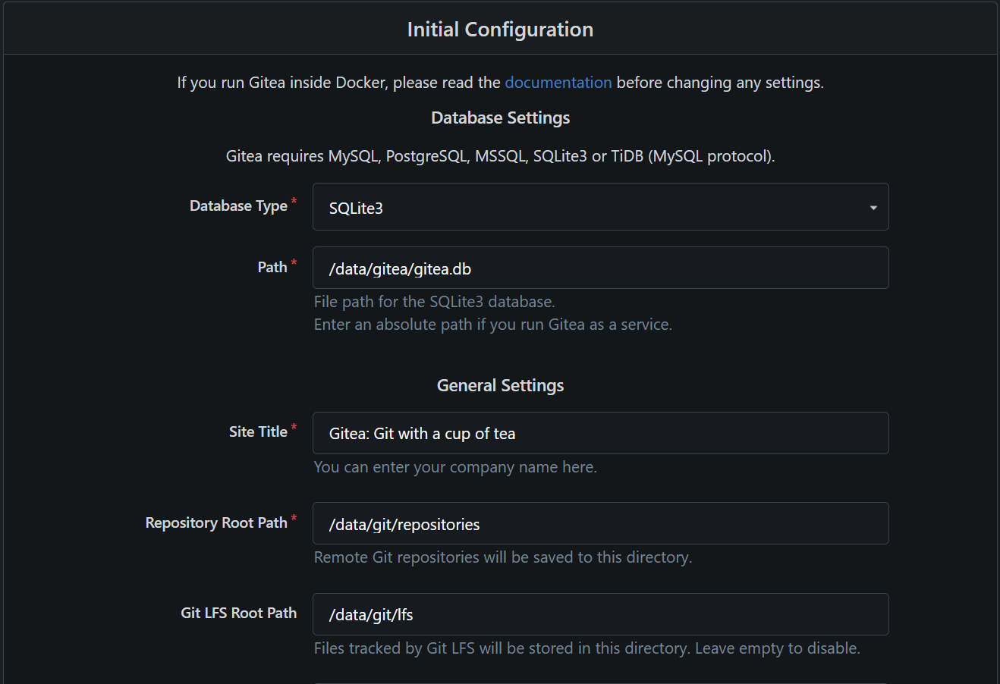 Initial Configuration
If you run Gitea inside Docker, please read the documentation before changing any settings.
Database Settings
Gitea requires MySQL, PostgreSQL, MSSQL, SQLite3 or TiDB (MySQL protocol).
Database Type *
SQLite3
Path *
/data/gitea/gitea.db
File path for the SQLite3 database.
Enter an absolute path if you run Gitea as a service.
General Settings
Site Title *
Gitea: Git with a cup of tea
You can enter your company name here.
Repository Root Path *
/data/git/repositories
Remote Git repositories will be saved to this directory.
Git LFS Root Path
/data/git/lfs
Files tracked by Git LFS will be stored in this directory. Leave empty to disable.